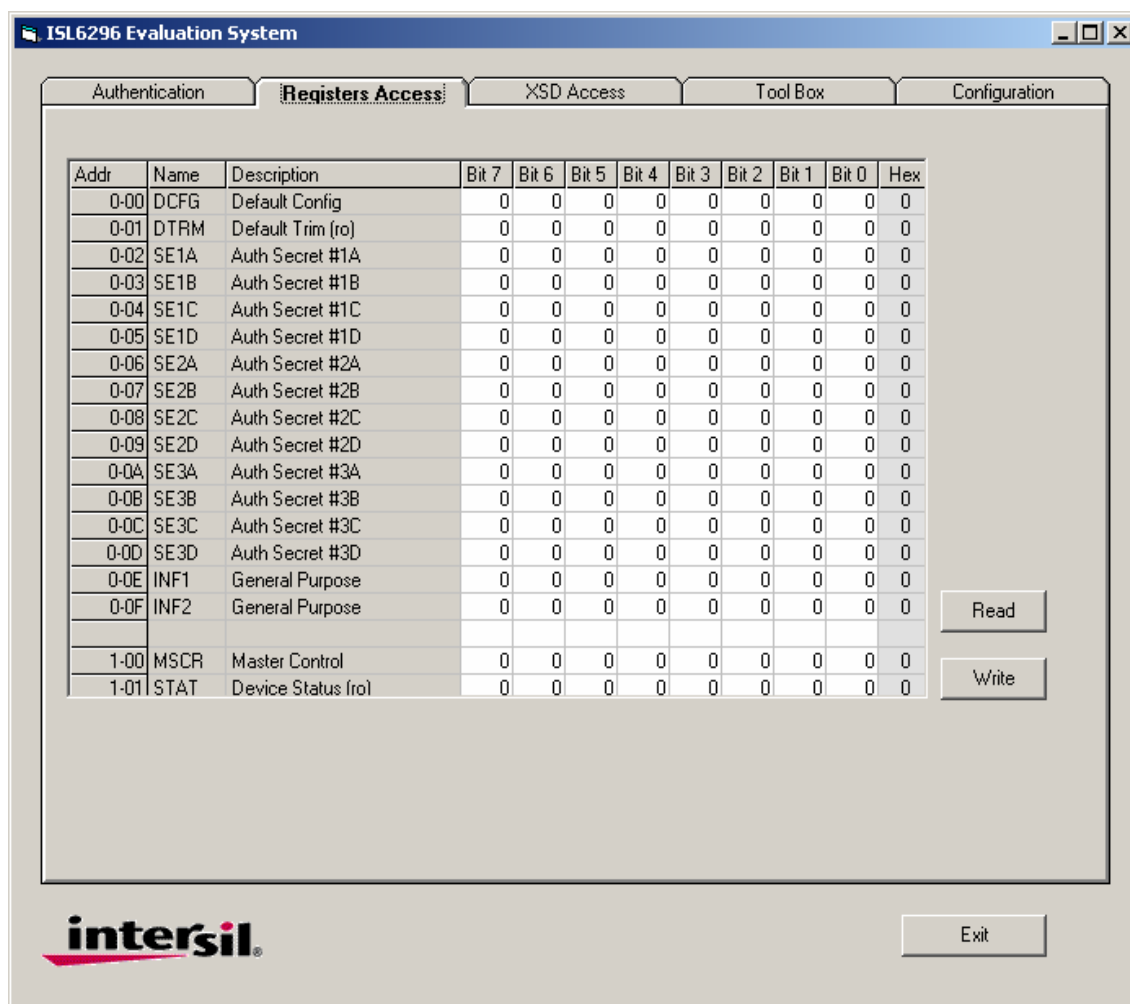 ISL6296 Evaluation System
Authentication Registers Access XSD Access Tool Box Configuration
Addr Name Description Bit 7 Bit 6 Bit 5 Bit 4 Bit 3 Bit 2 Bit 1 Bit 0 Hex
0-00 DCFG Default Config 0 0 0 0 0 0 0 0 0
0-01 DTRM Default Trim (ro) 0 0 0 0 0 0 0 0 0
0-02 SE1A Auth Secret #1A 0 0 0 0 0 0 0 0 0
0-03 SE1B Auth Secret #1B 0 0 0 0 0 0 0 0 0
0-04 SE1C Auth Secret #1C 0 0 0 0 0 0 0 0 0
0-05 SE1D Auth Secret #1D 0 0 0 0 0 0 0 0 0
0-06 SE2A Auth Secret #2A 0 0 0 0 0 0 0 0 0
0-07 SE2B Auth Secret #2B 0 0 0 0 0 0 0 0 0
0-08 SE2C Auth Secret #2C 0 0 0 0 0 0 0 0 0
0-09 SE2D Auth Secret #2D 0 0 0 0 0 0 0 0 0
0-0A SE3A Auth Secret #3A 0 0 0 0 0 0 0 0 0
0-0B SE3B Auth Secret #3B 0 0 0 0 0 0 0 0 0
0-0C SE3C Auth Secret #3C 0 0 0 0 0 0 0 0 0
0-0D SE3D Auth Secret #3D 0 0 0 0 0 0 0 0 0
0-0E INF1 General Purpose 0 0 0 0 0 0 0 0 0
0-0F INF2 General Purpose 0 0 0 0 0 0 0 0 0
Read
1-00 MSCR Master Control 0 0 0 0 0 0 0 0 0
1-01 STAT Device Status (ro) 0 0 0 0 0 0 0 0 0
Write
intersil®
Exit